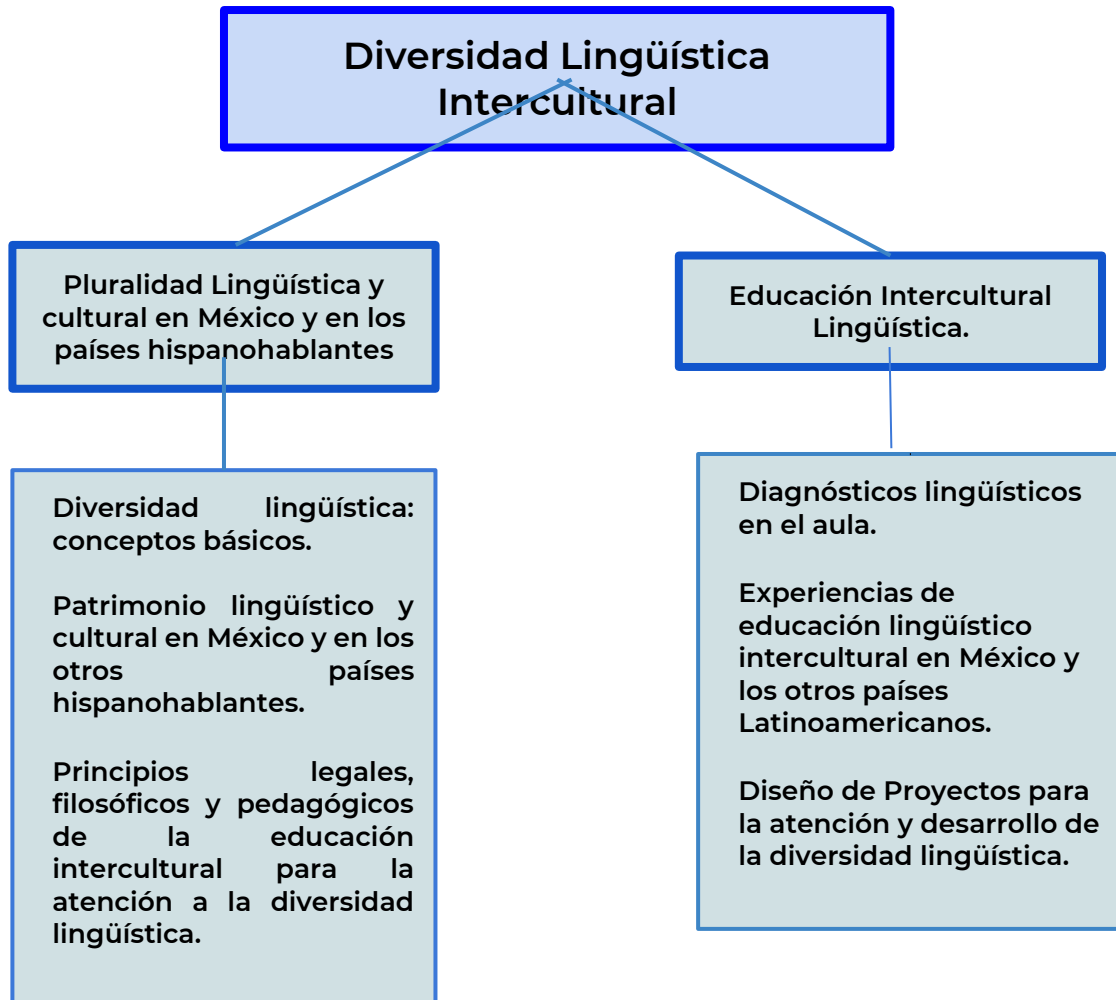 Diversidad Lingüística
Intercultural
Pluralidad Lingüística y
cultural en México y en los
países hispanohablantes
Diversidad lingüística:
conceptos básicos.
Patrimonio lingüístico y
cultural en México y en los
otros países
hispanohablantes.
Principios legales,
filosóficos y pedagógicos
de la educación
intercultural para la
atención a la diversidad
lingüística.
Educación Intercultural
Lingüística.
Diagnósticos lingüísticos
en el aula.
Experiencias de
educación lingüístico
intercultural en México y
los otros países
Latinoamericanos.
Diseño de Proyectos para
la atención y desarrollo de
la diversidad lingüística.